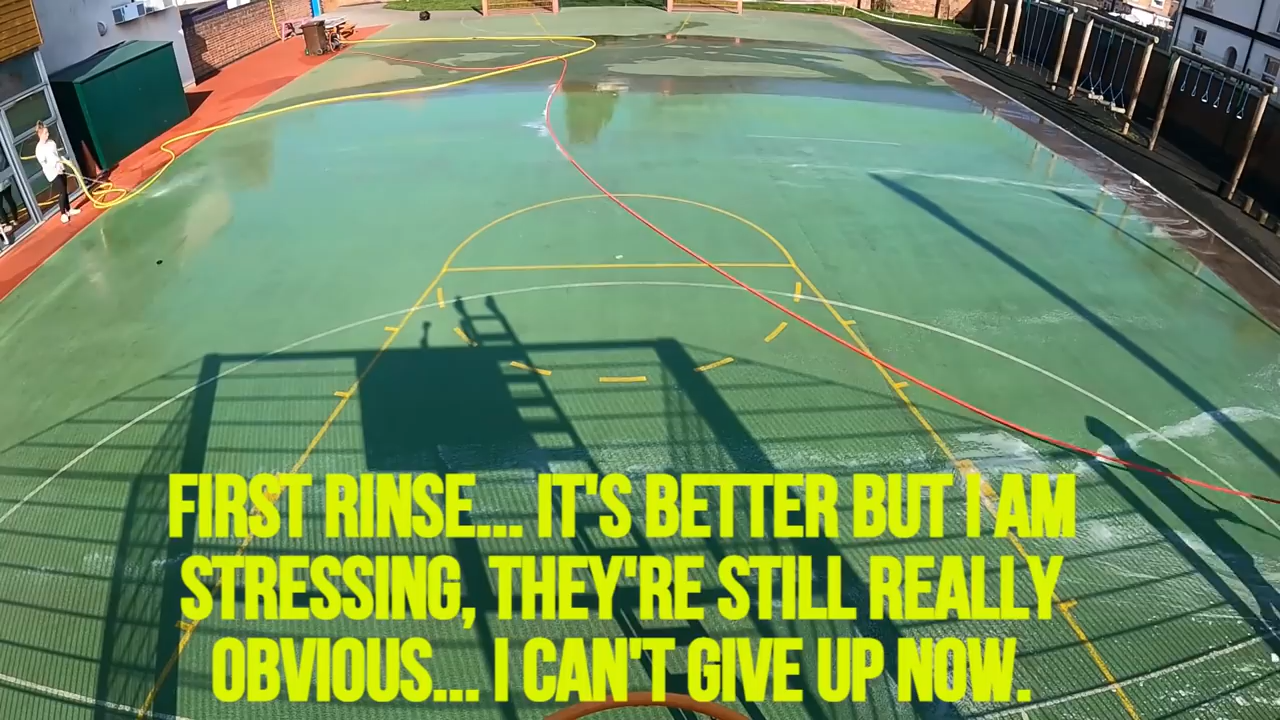 FIRST RINSE... IT'S BETTER BUT I AM
STRESSING, THEY'RE STILL REALLY
OBVIOUS... I CAN'T GIVE UP NOW.